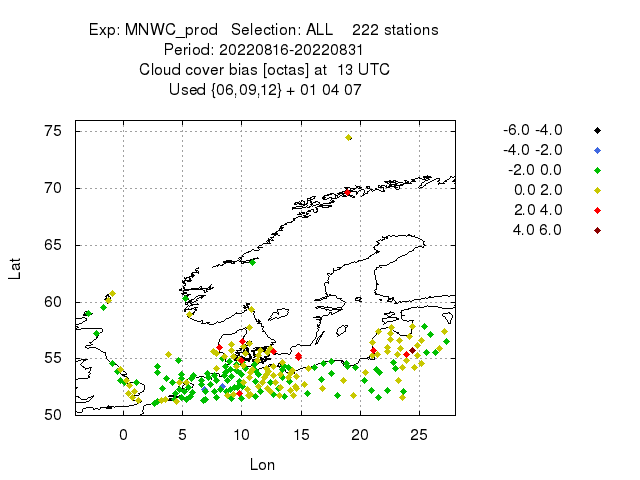 Exp: MNWC_prod   Selection: ALL    222 stations
Period: 20220816-20220831
Cloud cover bias [octas] at  13 UTC
Used {06,09,12} + 01 04 07
-6.0 -4.0
-4.0 -2.0
-2.0 0.0
0.0 2.0
2.0 4.0
4.0 6.0
75
70
65
60
55
50
Lat
0 5 10 15 20 25
Lon